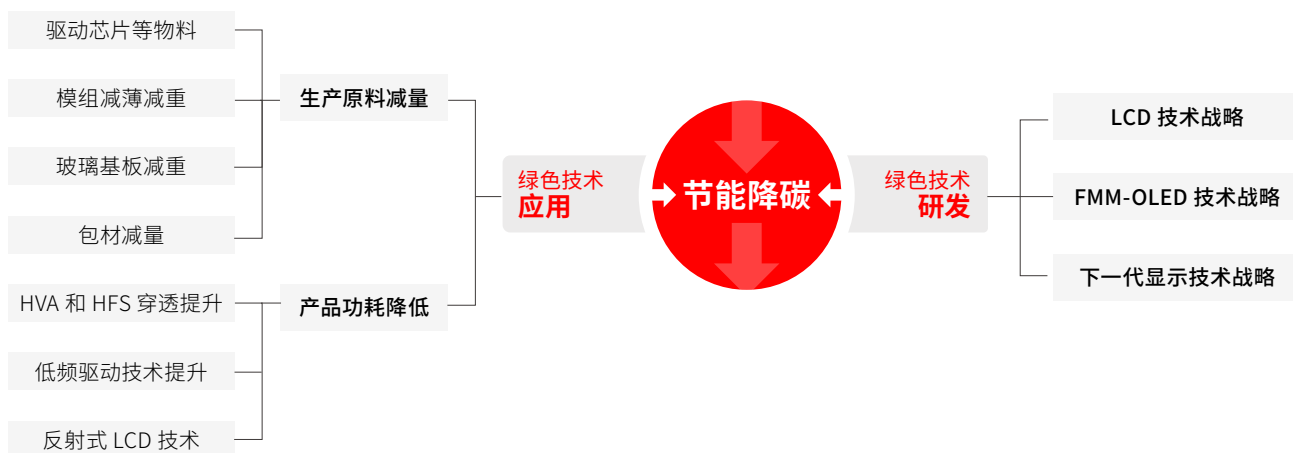 驱动芯片等物料
模组减薄减重
玻璃基板减重
包材减量
HVA 和 HFS 穿透提升
低频驱动技术提升
反射式 LCD 技术
生产原料减量
产品功耗降低
绿色技术
应用
节能降碳
绿色技术
研发
LCD 技术战略
FMM-OLED 技术战略
下一代显示技术战略